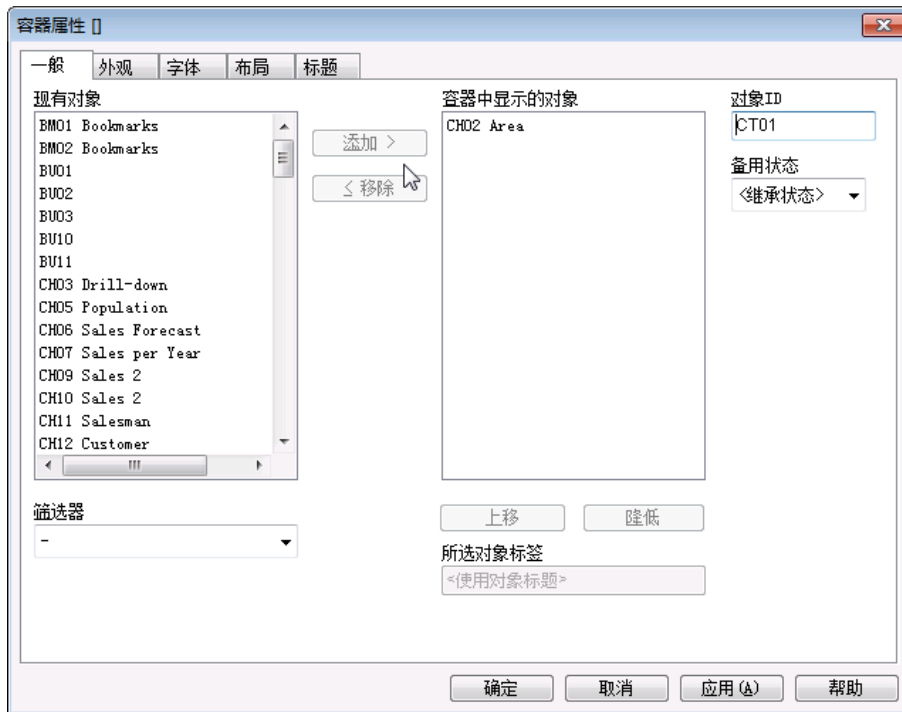 容器属性 []
一般
外观
字体
布局
标题
现有对象
BM01 Bookmarks
BM02 Bookmarks
BU01
BU02
BU03
BU10
BU11
CH03 Drill-down
CH05 Population
CH06 Sales Forecast
CH07 Sales per Year
CH09 Sales 2
CH10 Sales 2
CH11 Salesman
CH12 Customer
添加 >
< 移除
容器中显示的对象
CH02 Area
对象ID
CT01
备用状态
<继承状态>
筛选器
-
上移
降低
所选对象标签
<使用对象标题>
确定
取消
应用(A)
帮助